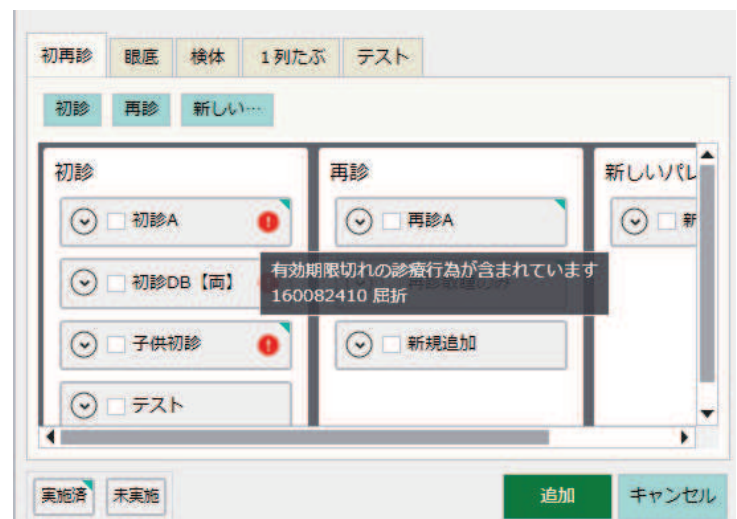 初再診 眼底 検体 1列たぶ テスト
初診 再診 新しい…
初診 再診 新しいパレ
初診A 再診A 新
初診DB【両】
有効期限切れの診療行為が含まれています
160082410 屈折
子供初診 新規追加
テスト
実施済 未実施 追加 キャンセル